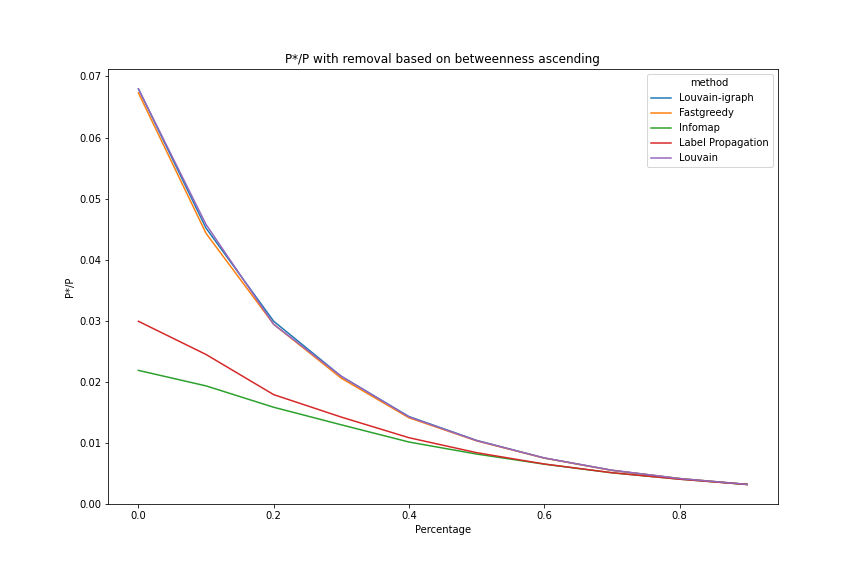 P*/P with removal based on betweenness ascending
0.07
0.06
0.05
0.04
0.03
0.02
0.01
0.00
P*/P
0.0
0.2
0.4
0.6
0.8
Percentage
method
Louvain-igraph
Fastgreedy
Infomap
Label Propagation
Louvain